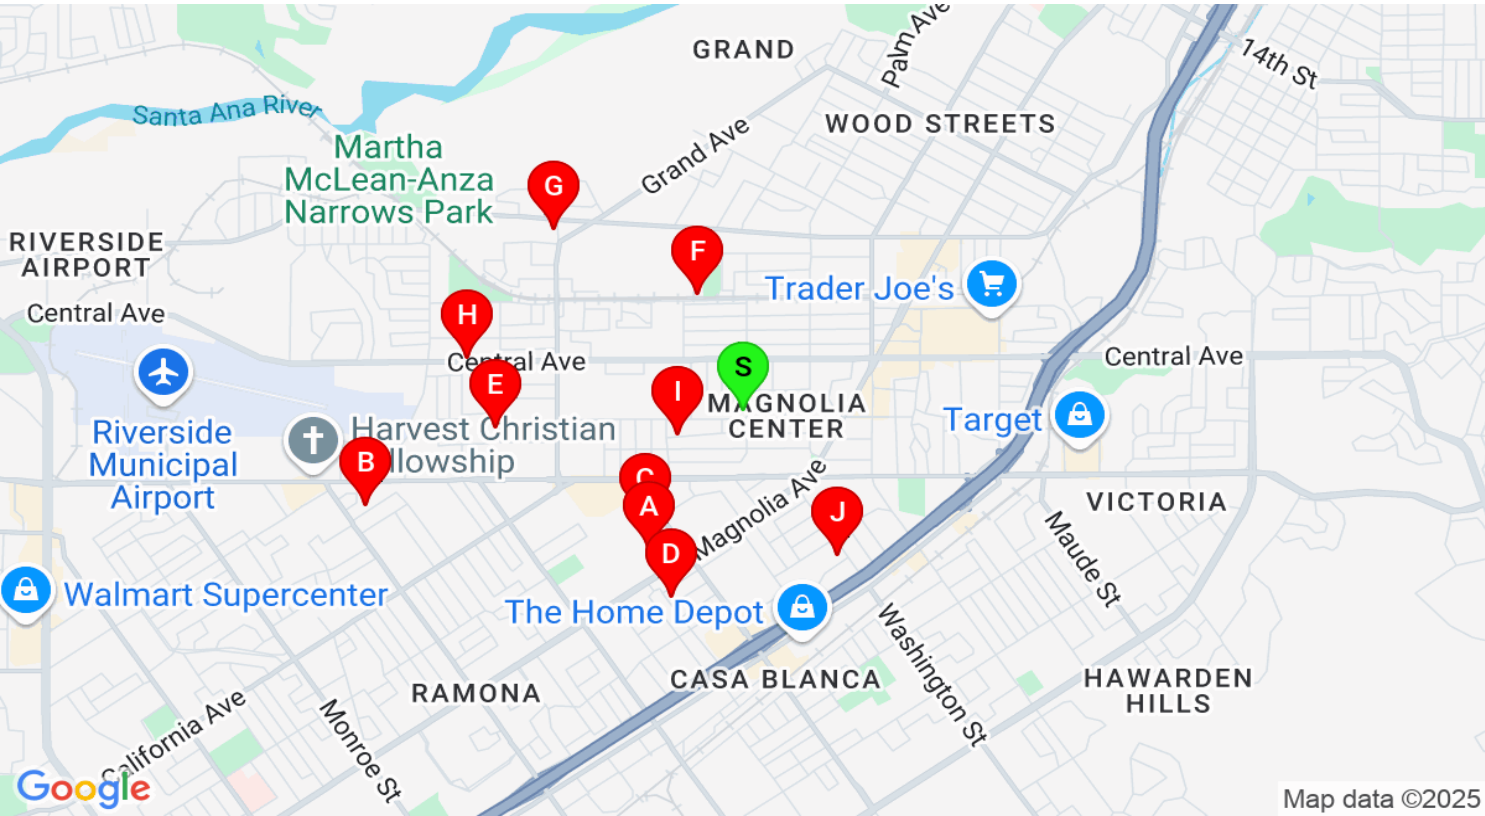 GRAND
Palm Ave
14th St
Santa Ana River
WOOD STREETS
Martha
McLean-Anza
Narrows Park
Grand Ave
G
RIVERSIDE
AIRPORT
F
Trader Joe's
Central Ave
H
Central Ave
Central Ave
S
E
I
MAGNOLIA
CENTER
Target
Riverside
Municipal
Airport
Harvest Christian
llowship
B
C
A
Magnolia Ave
J
VICTORIA
D
Maude St
Walmart Supercenter
The Home Depot
Washington St
RAMONA
CASA BLANCA
HAWARDEN
HILLS
California Ave
Monroe St
Google
Map data ©2025